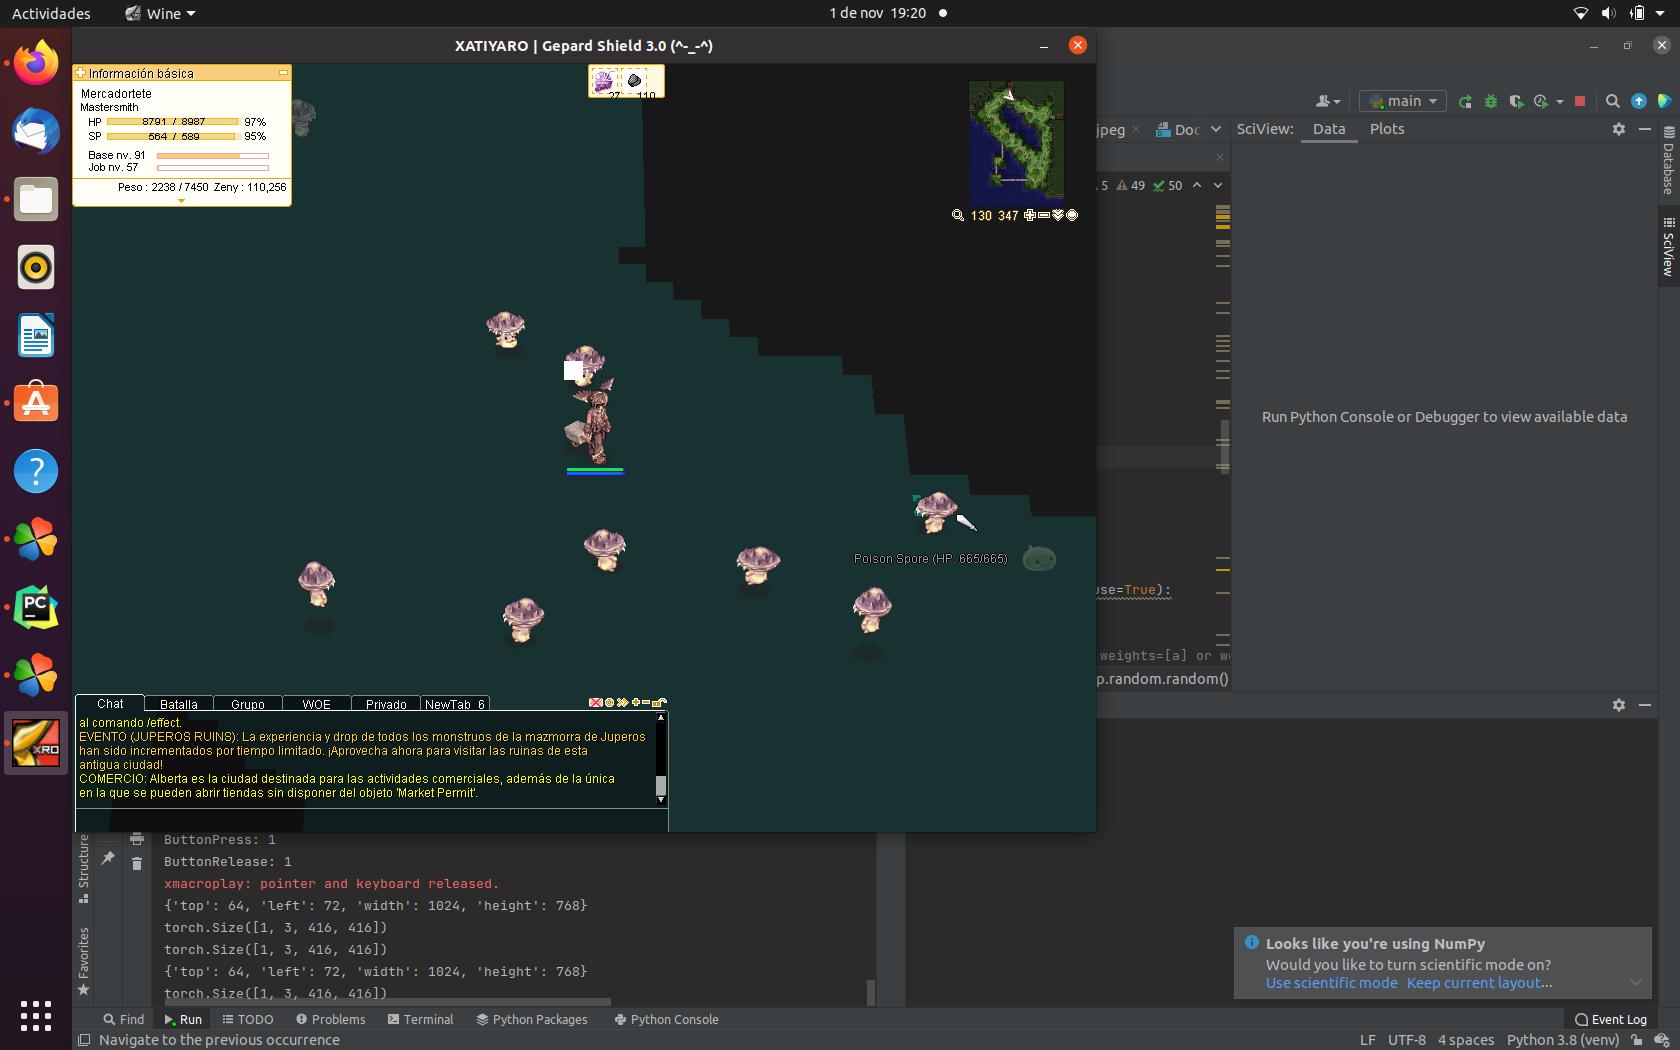 Actividades
Wine
1 de nov 19:20
XATIYARO | Gepard Shield 3.0 (^-_-^)
Información básica
Mercadortete
Mastersmith
HP 8791 / 8987 97%
SP 564 / 589 95%
Base nv. 91
Job nv. 57
Peso : 2238 / 7450 Zeny : 110,256
27 110
130 347
Poison Spore (HP: 665/665)
Chat
Batalla
Grupo
WOE
Privado
NewTab_6
al comando /effect.
EVENTO (JUPEROS RUINS): La experiencia y drop de todos los monstruos de la mazmorra de Juperos
han sido incrementados por tiempo limitado. ¡Aprovecha ahora para visitar las ruinas de esta
antigua ciudad!
COMERCIO: Alberta es la ciudad destinada para las actividades comerciales, además de la única
en la que se pueden abrir tiendas sin disponer del objeto 'Market Permit'.
main
jpeg
Doc
SciView:
Data
Plots
5 49 50
Database
SciView
Run Python Console or Debugger to view available data
use=True):
weights=[a] or we
p.random.random()
Structure
Favorites
ButtonPress: 1
ButtonRelease: 1
xmacroplay: pointer and keyboard released.
{'top': 64, 'left': 72, 'width': 1024, 'height': 768}
torch.Size([1, 3, 416, 416])
torch.Size([1, 3, 416, 416])
{'top': 64, 'left': 72, 'width': 1024, 'height': 768}
torch.Size([1, 3, 416, 416])
Looks like you're using NumPy
Would you like to turn scientific mode on?
Use scientific mode Keep current layout...
Find
Run
TODO
Problems
Terminal
Python Packages
Python Console
Event Log
Navigate to the previous occurrence
LF UTF-8 4 spaces Python 3.8 (venv)
PC
XRO